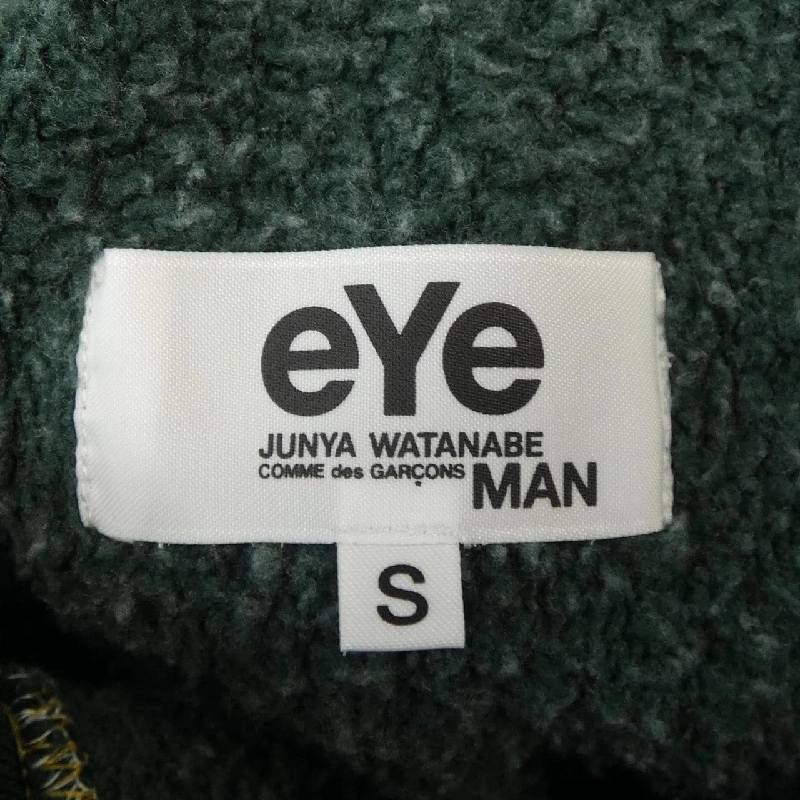 eYe
JUNYA WATANABE
COMME des GARÇONS MAN
S